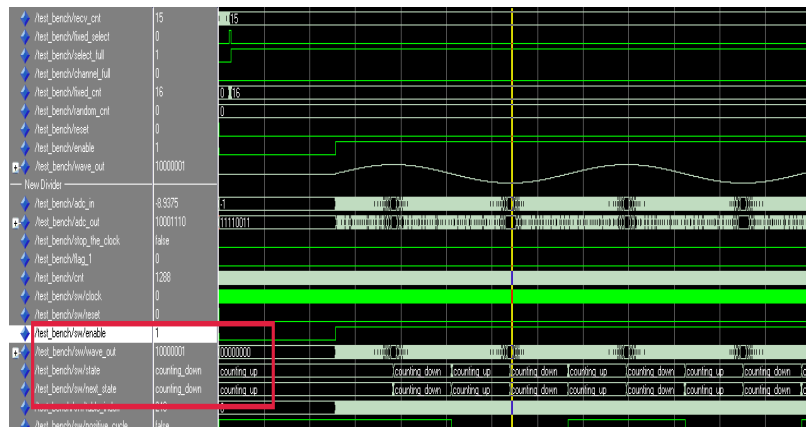 /test_bench/recv_cnt 15 15
/test_bench/fixed_select 0
/test_bench/select_full 1
/test_bench/channel_full 0
/test_bench/fixed_cnt 16 0 16
/test_bench/random_cnt 0 0
/test_bench/reset 0
/test_bench/enable 1
/test_bench/wave_out 10000001
New Divider
/test_bench/adc_in -8.9375 -1
/test_bench/adc_out 10001110 11110011
/test_bench/stop_the_clock false
/test_bench/flag_1 0
/test_bench/cnt 1288
/test_bench/sw/clock 0
/test_bench/sw/reset 0
/test_bench/sw/enable 1
/test_bench/sw/wave_out 10000001 00000000
/test_bench/sw/state counting_down counting_up counting_down counting_up counting_down counting_up counting_down counting_up counting_down
/test_bench/sw/next_state counting_down counting_up counting_down counting_up counting_down counting_up counting_down counting_up counting_down
/test_bench/sw/positive_cycle false